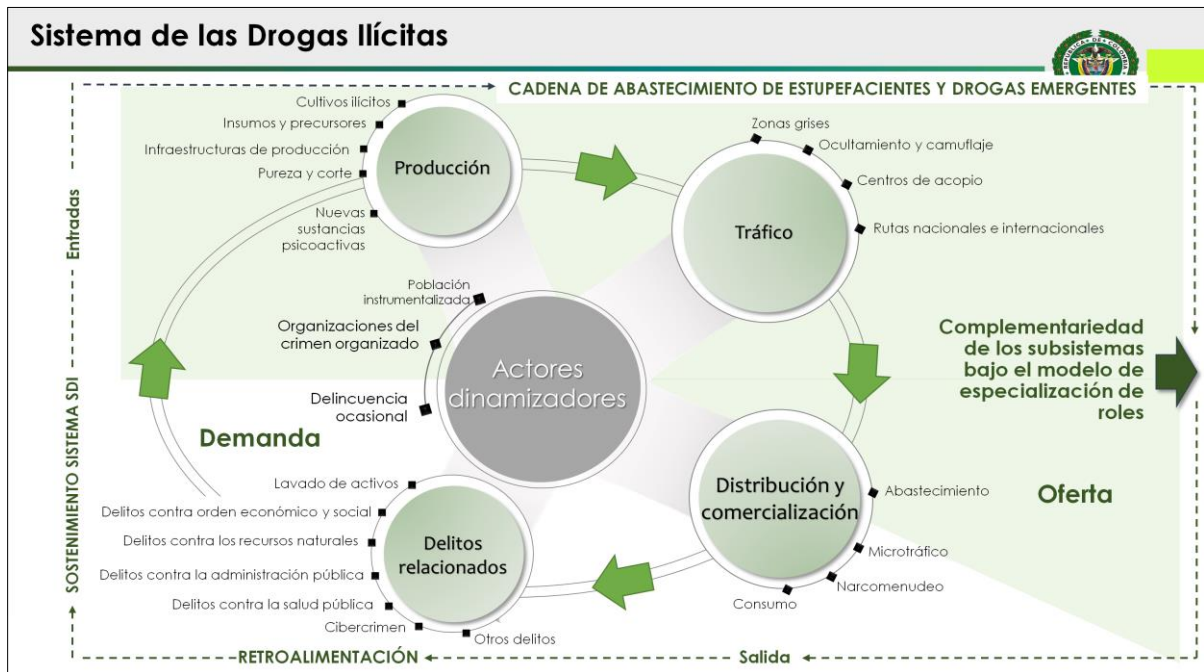 Sistema de las Drogas Ilícitas
REPUBLICA DE COLOMBIA
CADENA DE ABASTECIMIENTO DE ESTUPEFACIENTES Y DROGAS EMERGENTES
Entradas
SOSTENIMIENTO SISTEMA SDI
Cultivos ilícitos
Insumos y precursores
Infraestructuras de producción
Pureza y corte
Nuevas
sustancias
psicoactivas
Producción
Zonas grises
Ocultamiento y camuflaje
Centros de acopio
Rutas nacionales e internacionales
Tráfico
Población
instrumentalizada
Organizaciones del
crimen organizado
Delincuencia
ocasional
Actores
dinamizadores
Complementariedad
de los subsistemas
bajo el modelo de
especialización de
roles
Demanda
Oferta
Lavado de activos
Delitos contra orden económico y social
Delitos contra los recursos naturales
Delitos contra la administración pública
Delitos contra la salud pública
Cibercrimen
Otros delitos
Delitos
relacionados
Distribución y
comercialización
Abastecimiento
Microtráfico
Narcomenudeo
Consumo
RETROALIMENTACIÓN
Salida